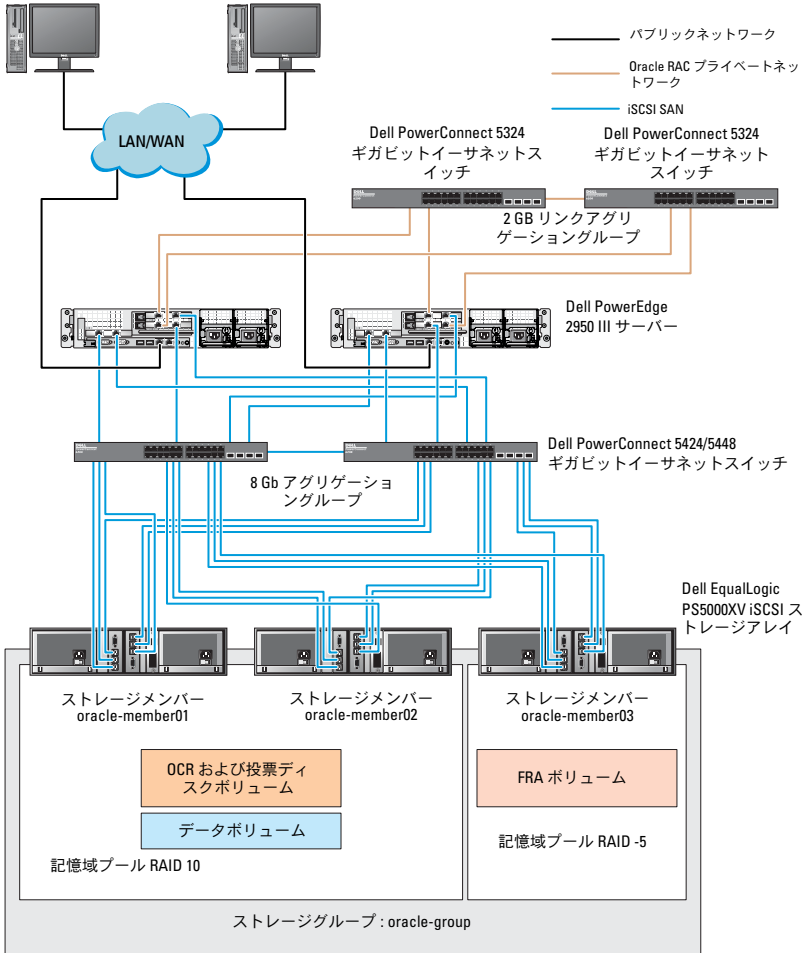 パブリックネットワーク
Oracle RAC プライベートネッ
トワーク
iSCSI SAN
LAN/WAN
Dell PowerConnect 5324
ギガビットイーサネットス
イッチ
Dell PowerConnect 5324
ギガビットイーサネット
スイッチ
2 GB リンクアグリ
ゲーショングループ
Dell PowerEdge
2950 III サーバー
Dell PowerConnect 5424/5448
ギガビットイーサネットスイッチ
8 Gb アグリゲーショ
ングループ
Dell EqualLogic
PS5000XV iSCSI ス
トレージアレイ
ストレージメンバー
oracle-member01
ストレージメンバー
oracle-member02
ストレージメンバー
oracle-member03
OCR および投票ディ
スクボリューム
データボリューム
FRA ボリューム
記憶域プール RAID 10
記憶域プール RAID -5
ストレージグループ : oracle-group